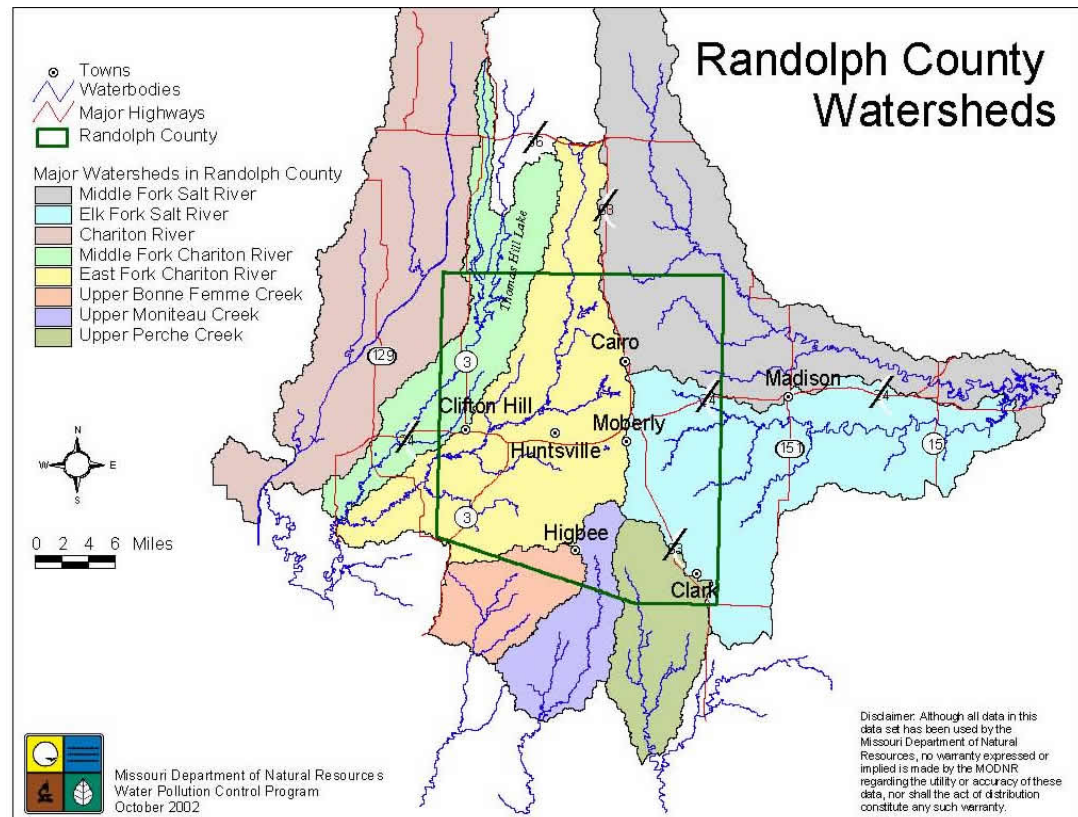 Randolph County
Watersheds
Towns
Waterbodies
Major Highways
Randolph County
Major Watersheds in Randolph County
Middle Fork Salt River
Elk Fork Salt River
Chariton River
Middle Fork Chariton River
East Fork Chariton River
Upper Bonne Femme Creek
Upper Moniteau Creek
Upper Perche Creek
36
63
Thomas Hill Lake
129
3
Cairo
Madison
24
24
Clifton Hill
24
Moberly
Huntsville
151
15
3
Higbee
63
Clark
N
W
E
S
0 2 4 6 Miles
Missouri Department of Natural Resources
Water Pollution Control Program
October 2002
Disclaimer: Although all data in this
data set has been used by the
Missouri Department of Natural
Resources, no warranty expressed or
implied is made by the MODNR
regarding the utility or accuracy of these
data, nor shall the act of distribution
constitute any such warranty.